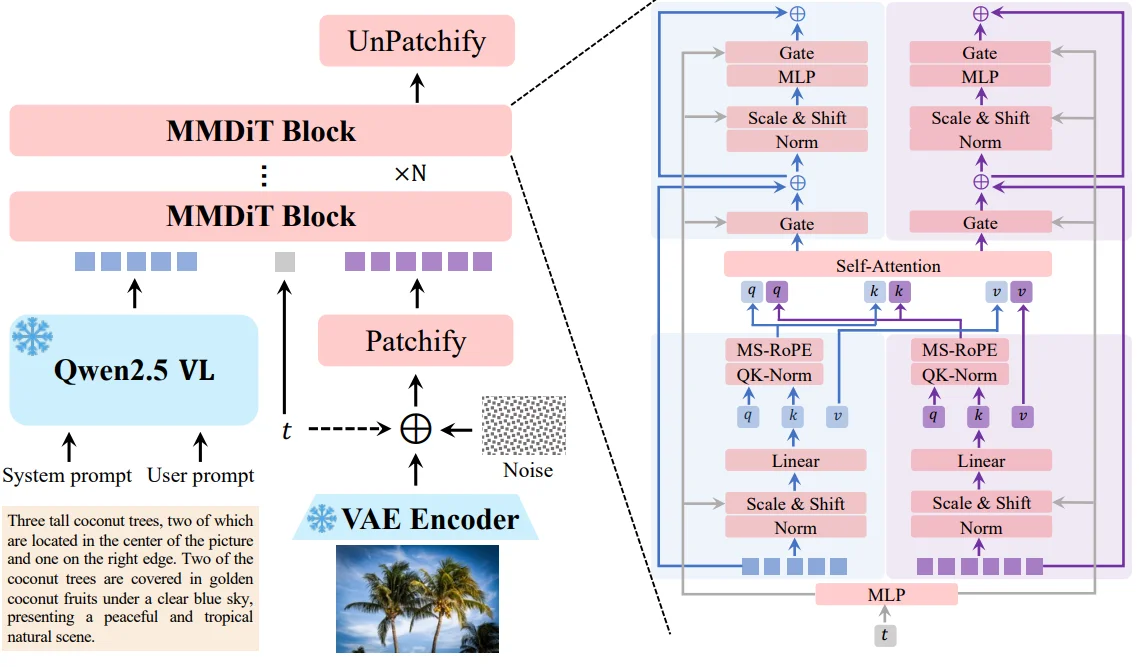 UnPatchify
MMDiT Block
⋮
×N
MMDiT Block
Qwen2.5 VL
Patchify
t
Noise
System prompt
User prompt
VAE Encoder
Three tall coconut trees, two of which
are located in the center of the picture
and one on the right edge. Two of the
coconut trees are covered in golden
coconut fruits under a clear blue sky,
presenting a peaceful and tropical
natural scene.
Gate
MLP
Scale & Shift
Norm
Gate
Gate
MLP
Scale & Shift
Norm
Gate
Self-Attention
q q k k v v
MS-RoPE
QK-Norm
q k v
Linear
Scale & Shift
Norm
MS-RoPE
QK-Norm
q k v
Linear
Scale & Shift
Norm
MLP
t